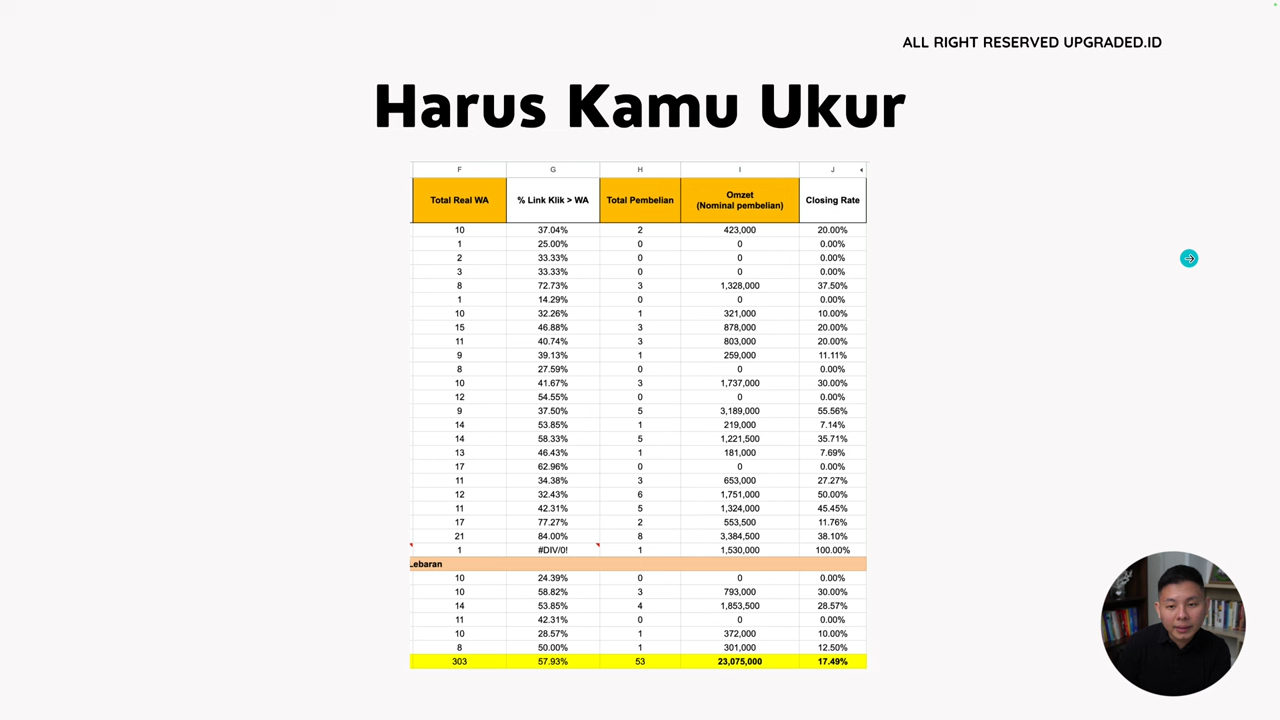 ALL RIGHT RESERVED UPGRADED.ID
Harus Kamu Ukur
F G H I J
Total Real WA % Link Klik > WA Total Pembelian Omzet (Nominal pembelian) Closing Rate
10 37.04% 2 423,000 20.00%
1 25.00% 0 0 0.00%
2 33.33% 0 0 0.00%
3 33.33% 0 0 0.00%
8 72.73% 3 1,328,000 37.50%
1 14.29% 0 0 0.00%
10 32.26% 1 321,000 10.00%
15 46.88% 3 878,000 20.00%
11 40.74% 3 803,000 20.00%
9 39.13% 1 259,000 11.11%
8 27.59% 0 0 0.00%
10 41.67% 3 1,737,000 30.00%
12 54.55% 0 0 0.00%
9 37.50% 5 3,189,000 55.56%
14 53.85% 1 219,000 7.14%
14 58.33% 5 1,221,500 35.71%
13 46.43% 1 181,000 7.69%
17 62.96% 0 0 0.00%
11 34.38% 3 653,000 27.27%
12 32.43% 6 1,751,000 50.00%
11 42.31% 5 1,324,000 45.45%
17 77.27% 2 553,500 11.76%
21 84.00% 8 3,384,500 38.10%
1 #DIV/0! 1 1,530,000 100.00%
Lebaran
10 24.39% 0 0 0.00%
10 58.82% 3 793,000 30.00%
14 53.85% 4 1,853,500 28.57%
11 42.31% 0 0 0.00%
10 28.57% 1 372,000 10.00%
8 50.00% 1 301,000 12.50%
303 57.93% 53 23,075,000 17.49%